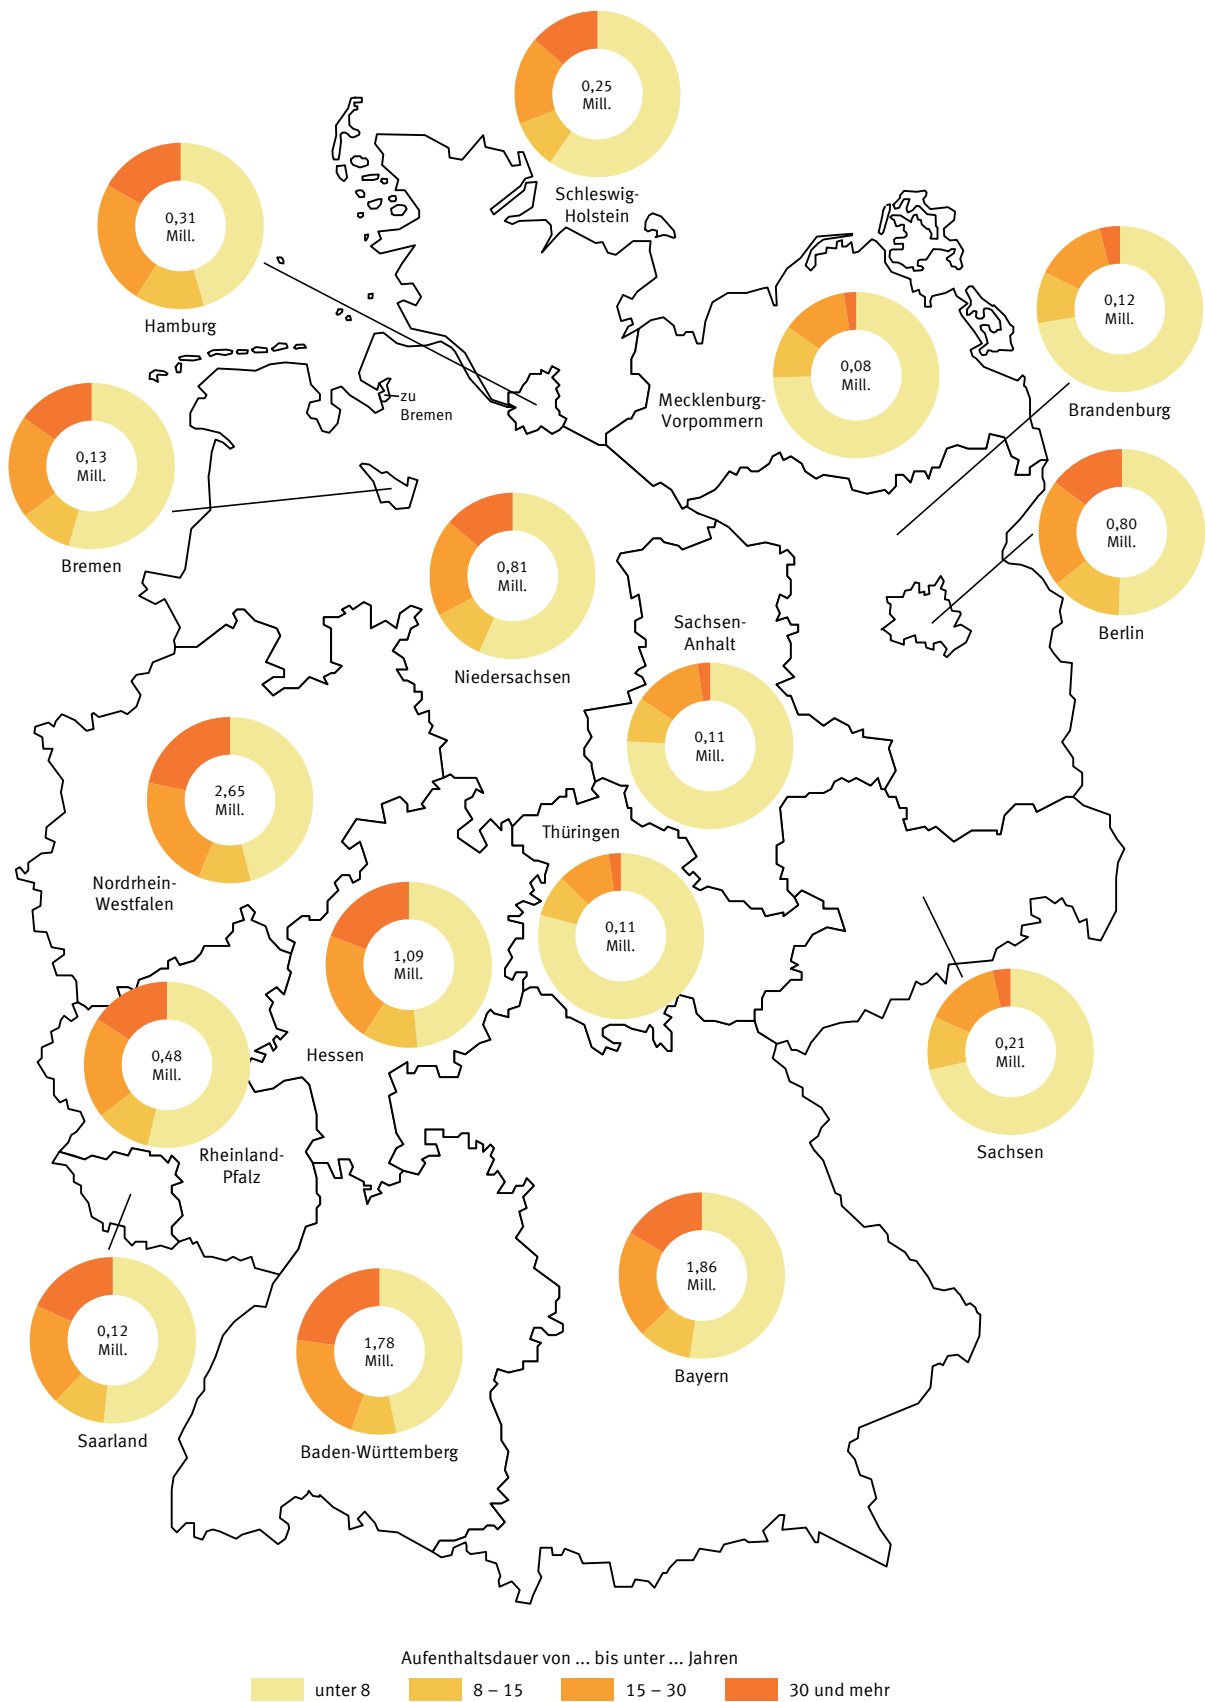 0,25
Mill.
Schleswig-
Holstein
0,31
Mill.
Hamburg
0,12
Mill.
Brandenburg
0,08
Mill.
Mecklenburg-
Vorpommern
zu
Bremen
0,13
Mill.
Bremen
0,80
Mill.
Berlin
0,81
Mill.
Niedersachsen
Sachsen-
Anhalt
0,11
Mill.
2,65
Mill.
Nordrhein-
Westfalen
Thüringen
0,11
Mill.
1,09
Mill.
Hessen
0,48
Mill.
Rheinland-
Pfalz
0,21
Mill.
Sachsen
0,12
Mill.
Saarland
1,78
Mill.
Baden-Württemberg
1,86
Mill.
Bayern
Aufenthaltsdauer von ... bis unter ... Jahren
unter 8
8 – 15
15 – 30
30 und mehr